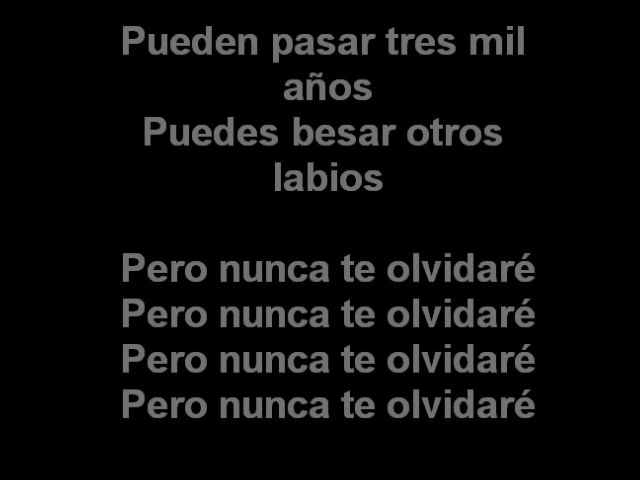 Pueden pasar tres mil
años
Puedes besar otros
labios
Pero nunca te olvidaré
Pero nunca te olvidaré
Pero nunca te olvidaré
Pero nunca te olvidaré